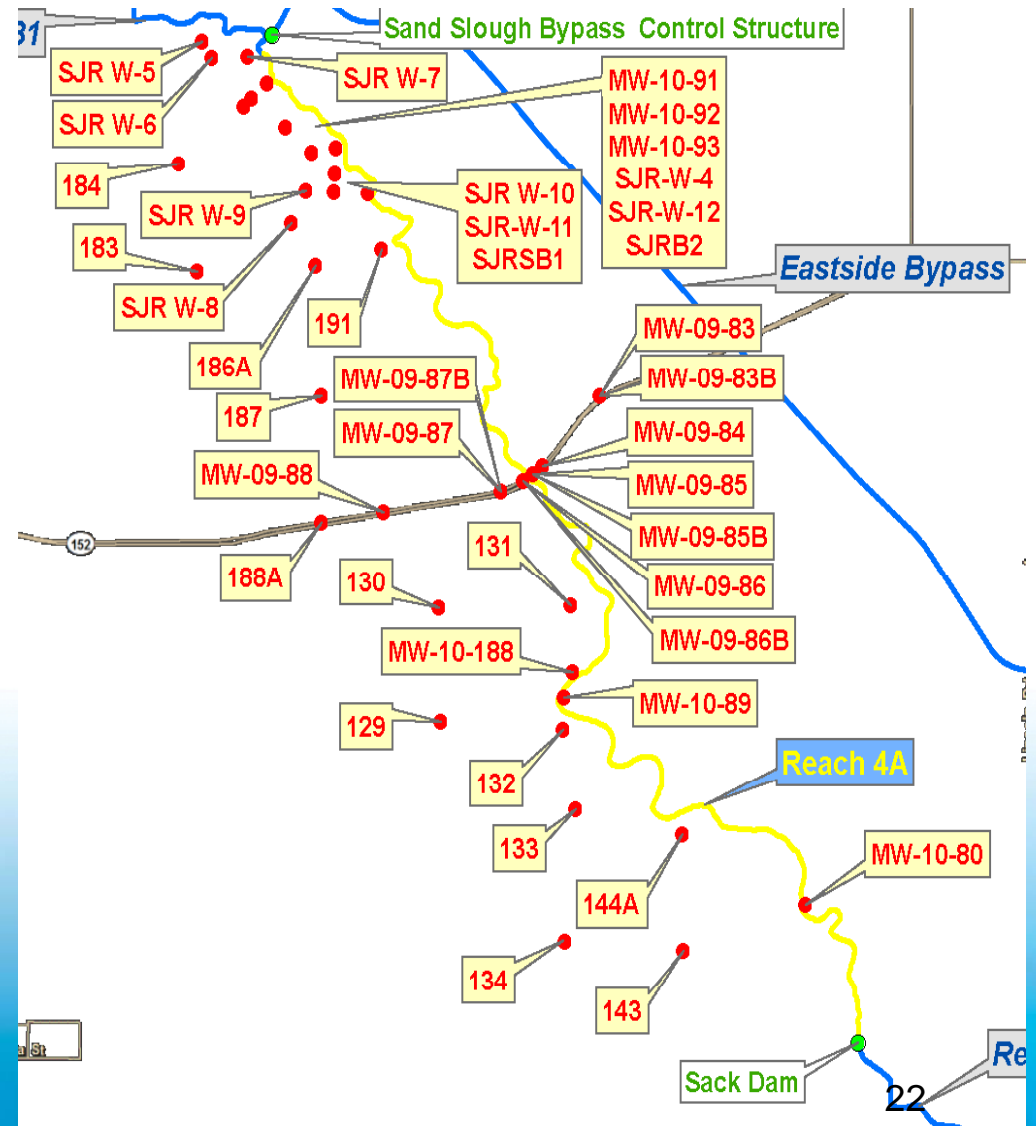 B1
Sand Slough Bypass Control Structure
SJR W-5
SJR W-7
SJR W-6
MW-10-91
MW-10-92
MW-10-93
SJR-W-4
SJR-W-12
SJRB2
184
SJR W-9
SJR W-10
SJR-W-11
SJRSB1
183
SJR W-8
Eastside Bypass
191
186A
MW-09-83
MW-09-87B
MW-09-83B
187
MW-09-87
MW-09-84
MW-09-88
MW-09-85
152
MW-09-85B
131
188A
130
MW-09-86
MW-09-86B
MW-10-188
MW-10-89
129
132
Reach 4A
133
MW-10-80
144A
134
143
Sack Dam
Re
St
22